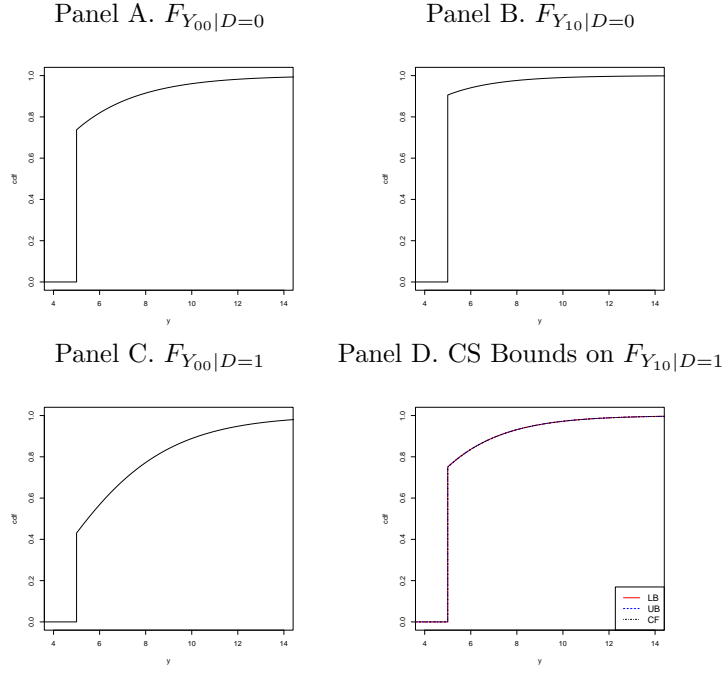 Panel A. F_{Y_{00}|D=0}
Panel B. F_{Y_{10}|D=0}
1.0
0.8
0.6
0.4
0.2
0.0
cdf
4 6 8 10 12 14
y
1.0
0.8
0.6
0.4
0.2
0.0
cdf
4 6 8 10 12 14
y
Panel C. F_{Y_{00}|D=1}
Panel D. CS Bounds on F_{Y_{10}|D=1}
1.0
0.8
0.6
0.4
0.2
0.0
cdf
4 6 8 10 12 14
y
1.0
0.8
0.6
0.4
0.2
0.0
cdf
4 6 8 10 12 14
y
LB
UB
CF